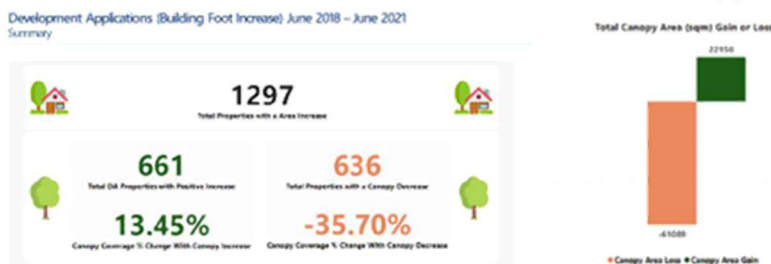 Development Applications (Building Foot Increase) June 2018 – June 2021
Summary
1297
Total Properties with a Area Increase
661
Total DA Properties with Positive Increase
636
Total Properties with a Canopy Decrease
13.45%
Canopy Coverage % Change With Canopy Increase
-35.70%
Canopy Coverage % Change With Canopy Decrease
Total Canopy Area (sqm) Gain or Loss
22950
Canopy Area Loss
Canopy Area Gain